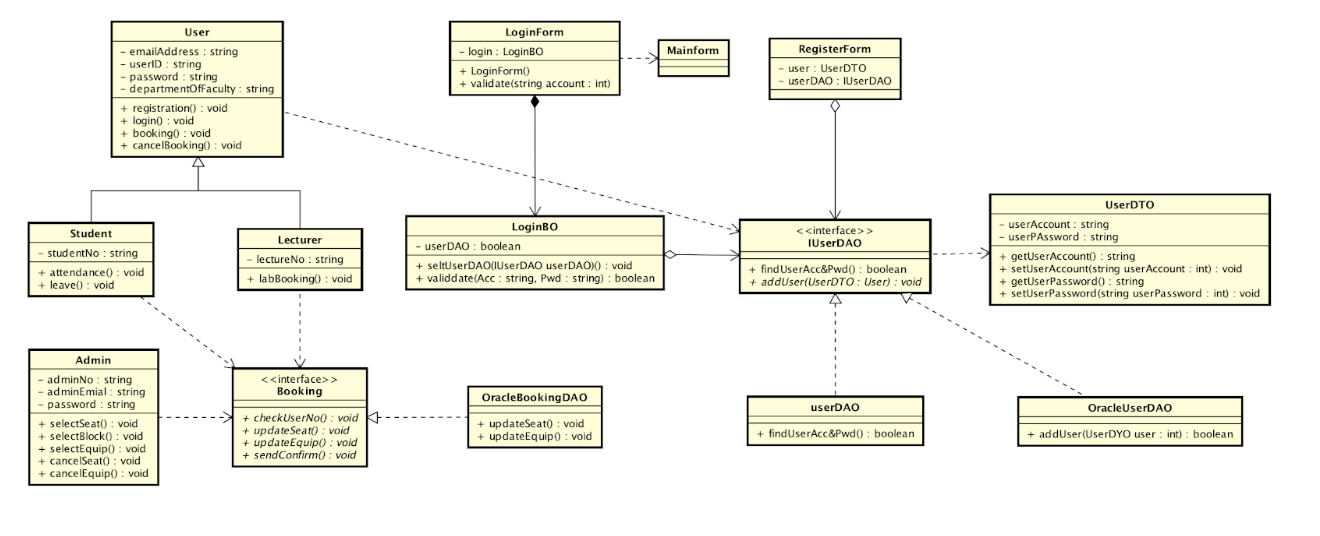 User
– emailAddress : string
– userID : string
– password : string
– departmentOfFaculty : string
+ registration() : void
+ login() : void
+ booking() : void
+ cancelBooking() : void
LoginForm
– login : LoginBO
+ LoginForm()
+ validate(string account : int)
Mainform
RegisterForm
– user : UserDTO
– userDAO : IUserDAO
Student
– studentNo : string
+ attendance() : void
+ leave() : void
Lecturer
– lectureNo : string
+ labBooking() : void
LoginBO
– userDAO : boolean
+ seltUserDAO(IUserDAO userDAO)() : void
+ validdate(Acc : string, Pwd : string) : boolean
<<interface>>
IUserDAO
+ findUserAcc&Pwd() : boolean
+ addUser(UserDTO : User) : void
UserDTO
– userAccount : string
– userPAssword : string
+ getUserAccount() : string
+ setUserAccount(string userAccount : int) : void
+ getUserPassword() : string
+ setUserPassword(string userPassword : int) : void
Admin
– adminNo : string
– adminEmial : string
– password : string
+ selectSeat() : void
+ selectBlock() : void
+ selectEquip() : void
+ cancelSeat() : void
+ cancelEquip() : void
<<interface>>
Booking
+ checkUserNo() : void
+ updateSeat() : void
+ updateEquip() : void
+ sendConfirm() : void
OracleBookingDAO
+ updateSeat() : void
+ updateEquip() : void
userDAO
+ findUserAcc&Pwd() : boolean
OracleUserDAO
+ addUser(UserDYO user : int) : boolean